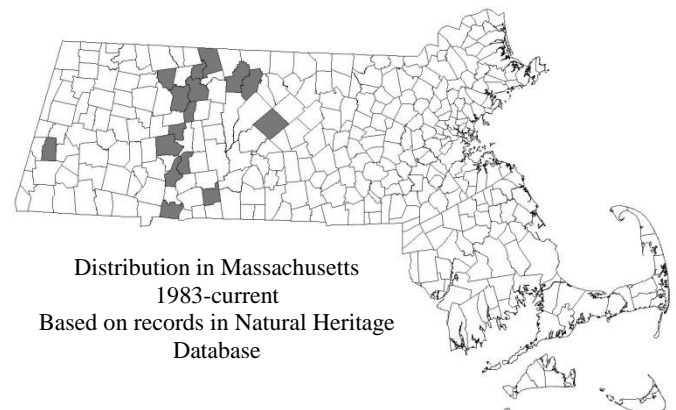 Distribution in Massachusetts
1983-current
Based on records in Natural Heritage
Database